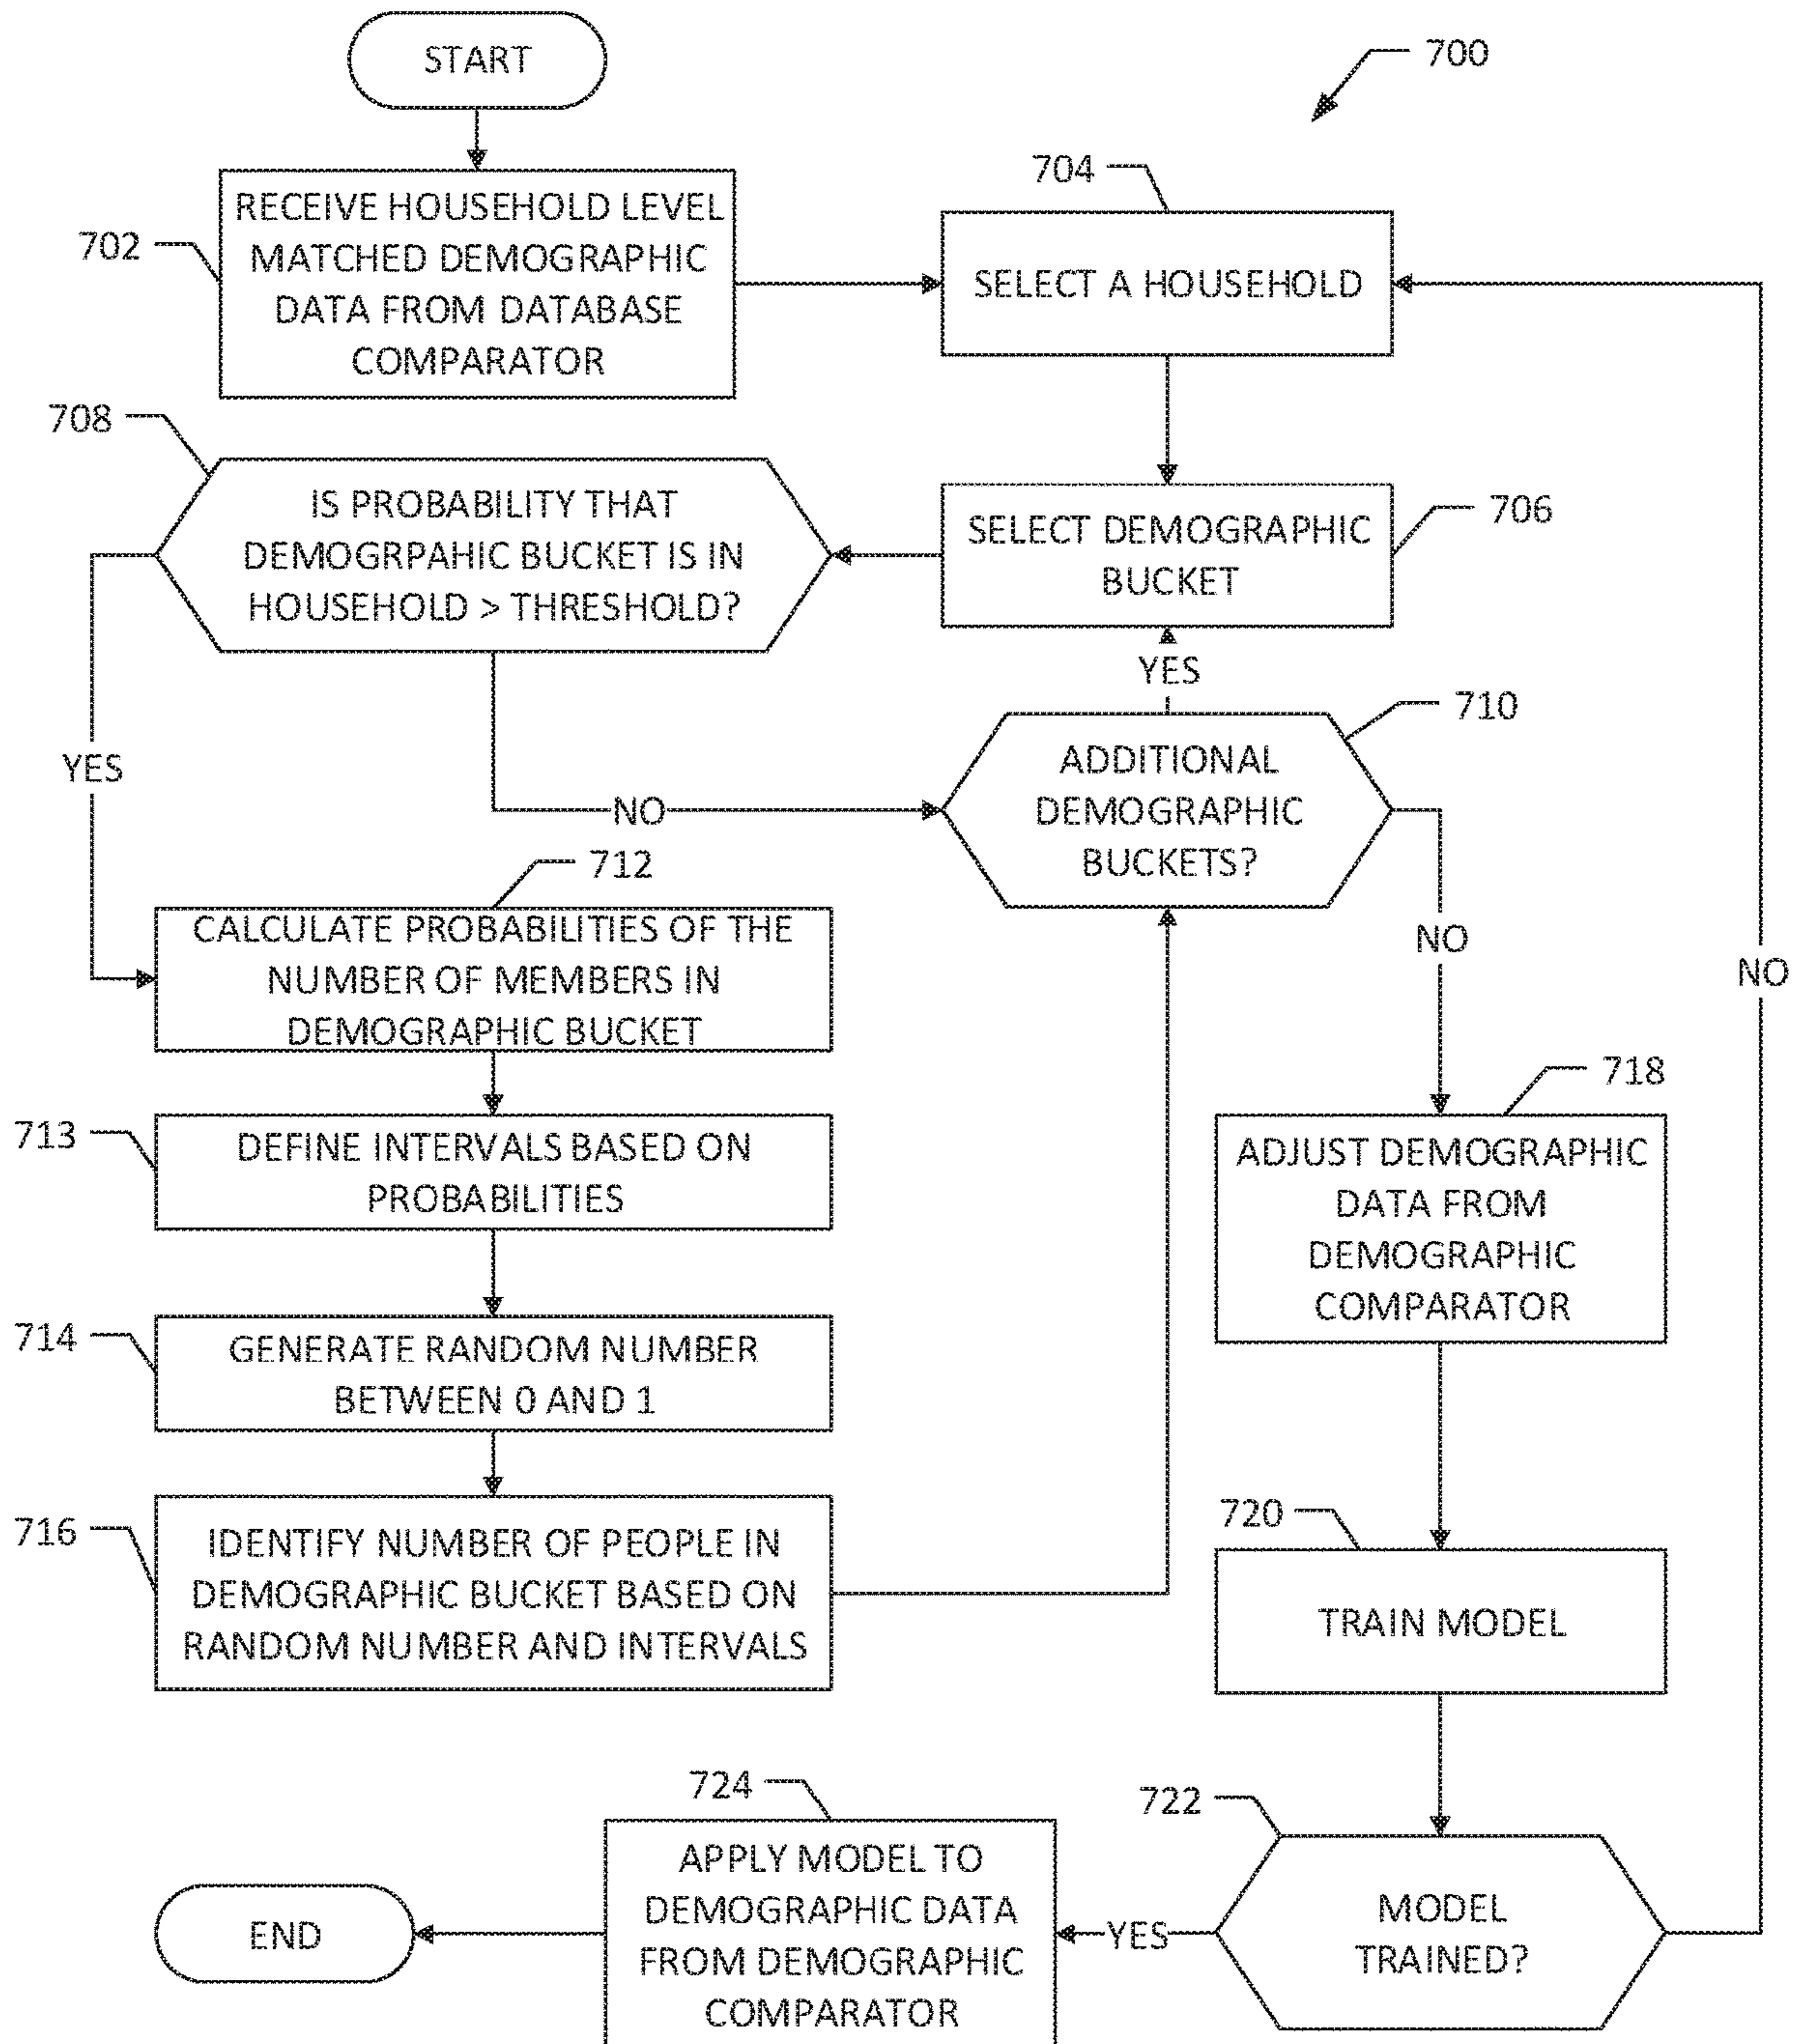 START
700
702
RECEIVE HOUSEHOLD LEVEL
MATCHED DEMOGRAPHIC
DATA FROM DATABASE
COMPARATOR
704
SELECT A HOUSEHOLD
708
IS PROBABILITY THAT
DEMOGRPAHIC BUCKET IS IN
HOUSEHOLD > THRESHOLD?
SELECT DEMOGRAPHIC
BUCKET
706
YES
YES
NO
710
ADDITIONAL
DEMOGRAPHIC
BUCKETS?
NO
NO
712
CALCULATE PROBABILITIES OF THE
NUMBER OF MEMBERS IN
DEMOGRAPHIC BUCKET
713
DEFINE INTERVALS BASED ON
PROBABILITIES
718
ADJUST DEMOGRAPHIC
DATA FROM
DEMOGRAPHIC
COMPARATOR
714
GENERATE RANDOM NUMBER
BETWEEN 0 AND 1
716
IDENTIFY NUMBER OF PEOPLE IN
DEMOGRAPHIC BUCKET BASED ON
RANDOM NUMBER AND INTERVALS
720
TRAIN MODEL
722
MODEL
TRAINED?
YES
724
APPLY MODEL TO
DEMOGRAPHIC DATA
FROM DEMOGRAPHIC
COMPARATOR
END